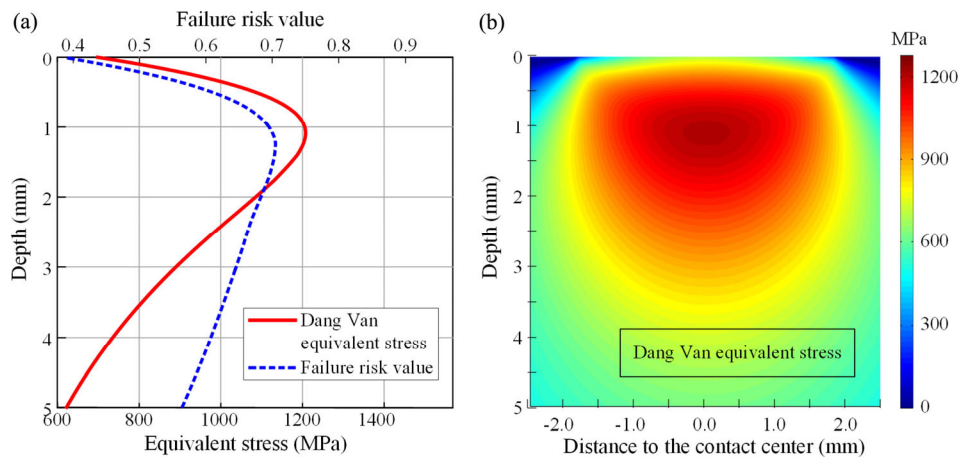 (a)
Failure risk value
0.4 0.5 0.6 0.7 0.8 0.9
0
1
2
3
4
5
Depth (mm)
Dang Van
equivalent stress
Failure risk value
600 800 1000 1200 1400
Equivalent stress (MPa)
(b)
MPa
0
1
2
3
4
5
Depth (mm)
Dang Van equivalent stress
-2.0 -1.0 0.0 1.0 2.0
Distance to the contact center (mm)
1200
900
600
300
0